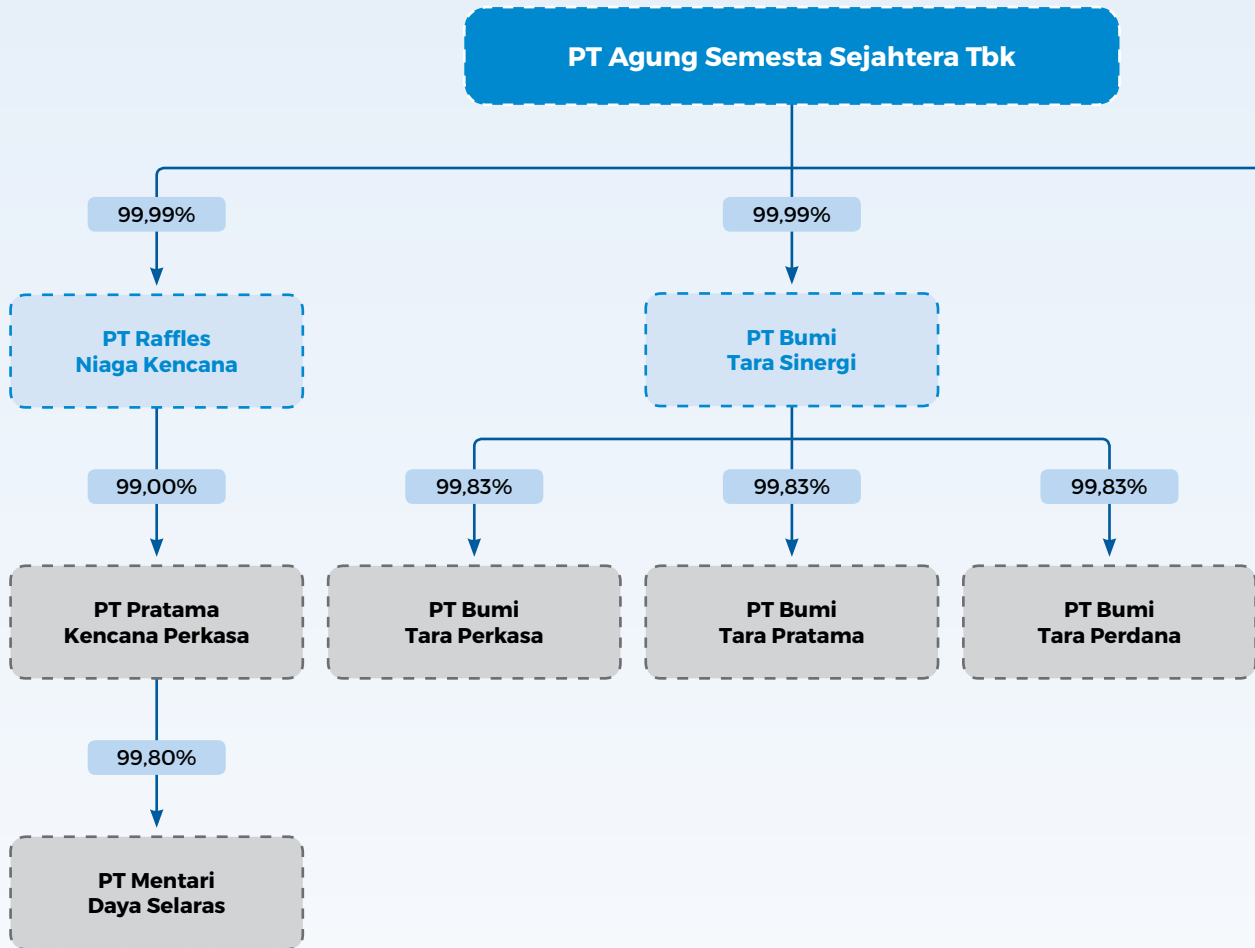 PT Agung Semesta Sejahtera Tbk
99,99%
99,99%
PT Raffles
Niaga Kencana
PT Bumi
Tara Sinergi
99,00%
99,83%
99,83%
99,83%
PT Pratama
Kencana Perkasa
PT Bumi
Tara Perkasa
PT Bumi
Tara Pratama
PT Bumi
Tara Perdana
99,80%
PT Mentari
Daya Selaras